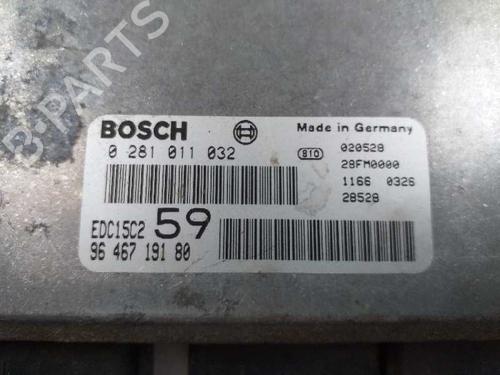 B-PARTS
BOSCH
Made in Germany
0 281 011 032
810
020528
28FM0000
1166 0326
28528
EDC15C2 59
96 467 191 80